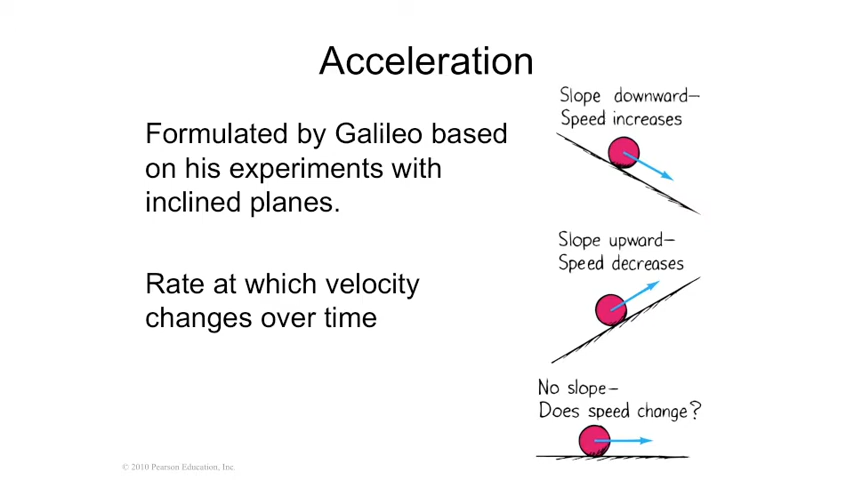 Acceleration
Formulated by Galileo based
on his experiments with
inclined planes.
Rate at which velocity
changes over time
Slope downward–
Speed increases
Slope upward–
Speed decreases
No slope–
Does speed change?
© 2010 Pearson Education, Inc.